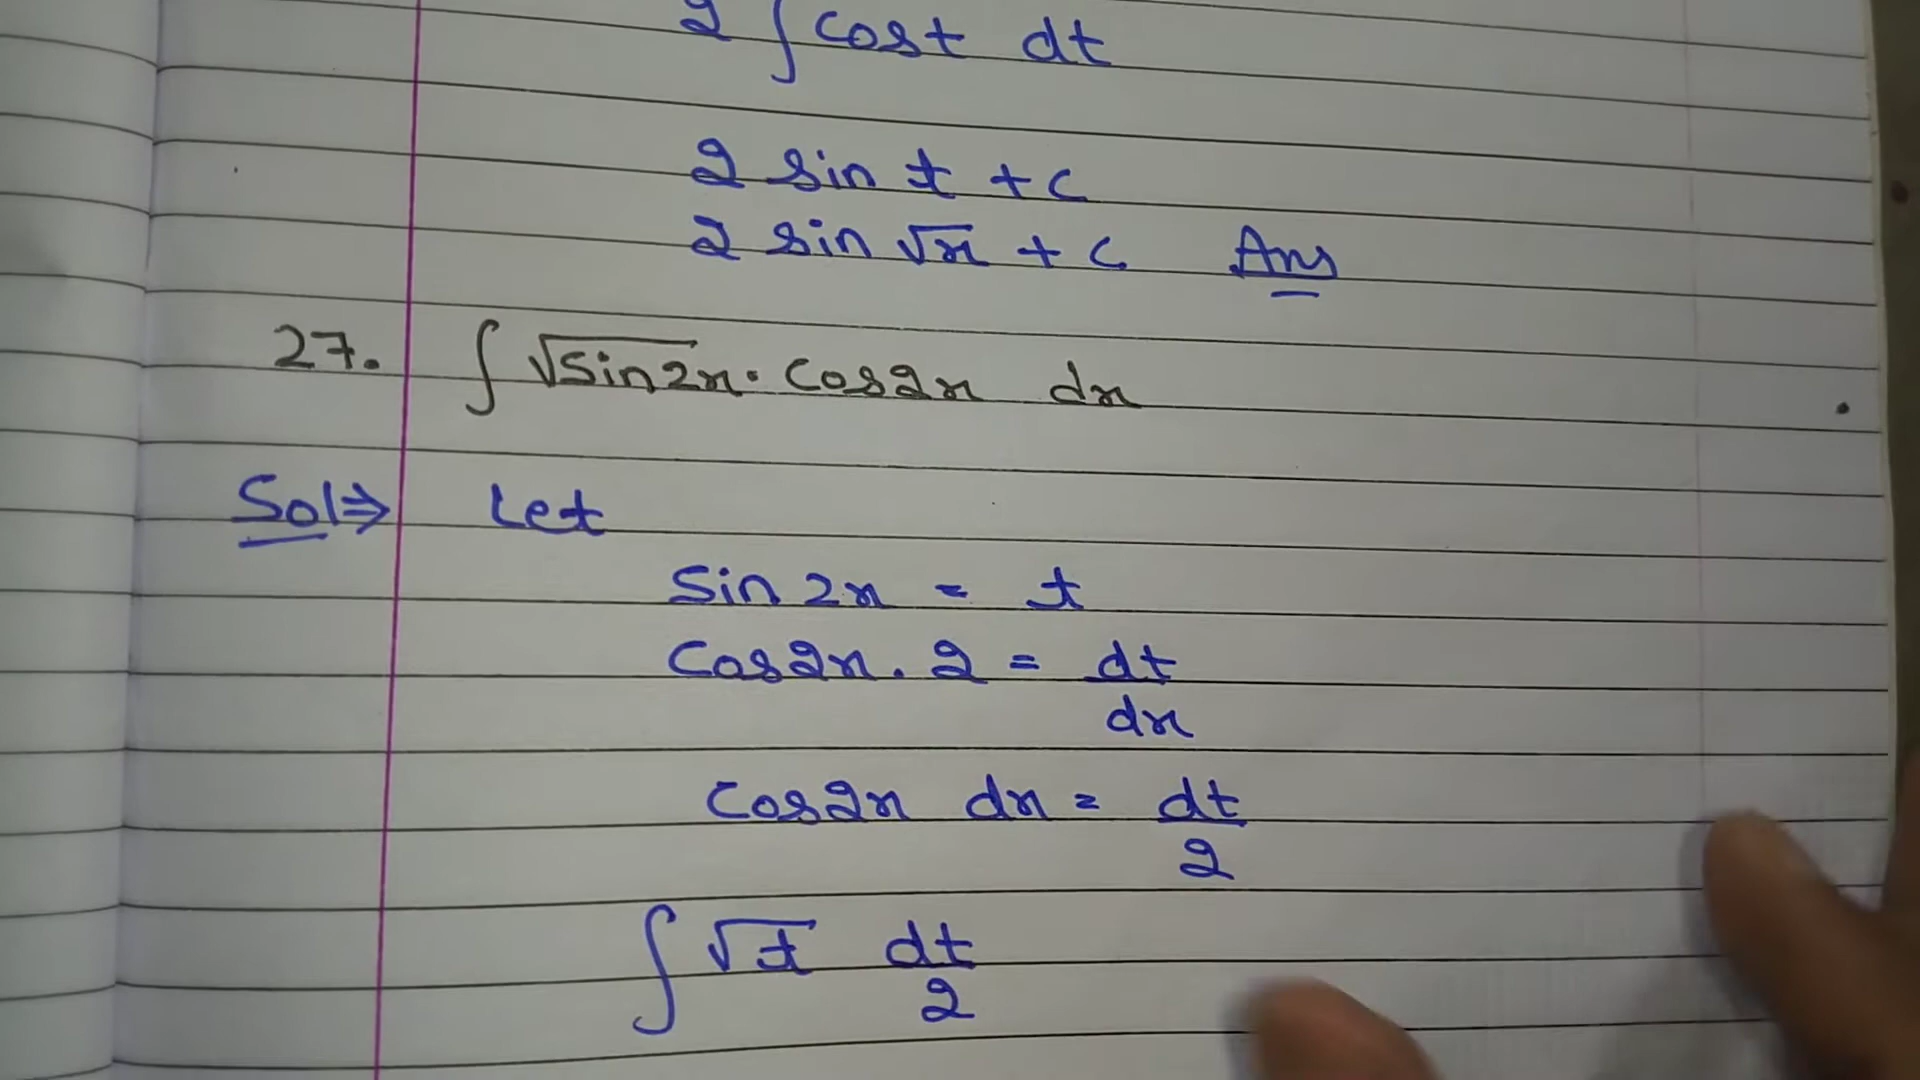 2 ∫ cost dt
2 sin t + c
2 sin √x + c Ans
27. ∫ √sin2x . cos2x dx
Sol⇒ Let
sin 2x = t
cos2x . 2 = dt/dx
cos2x dx = dt/2
∫ √t dt/2